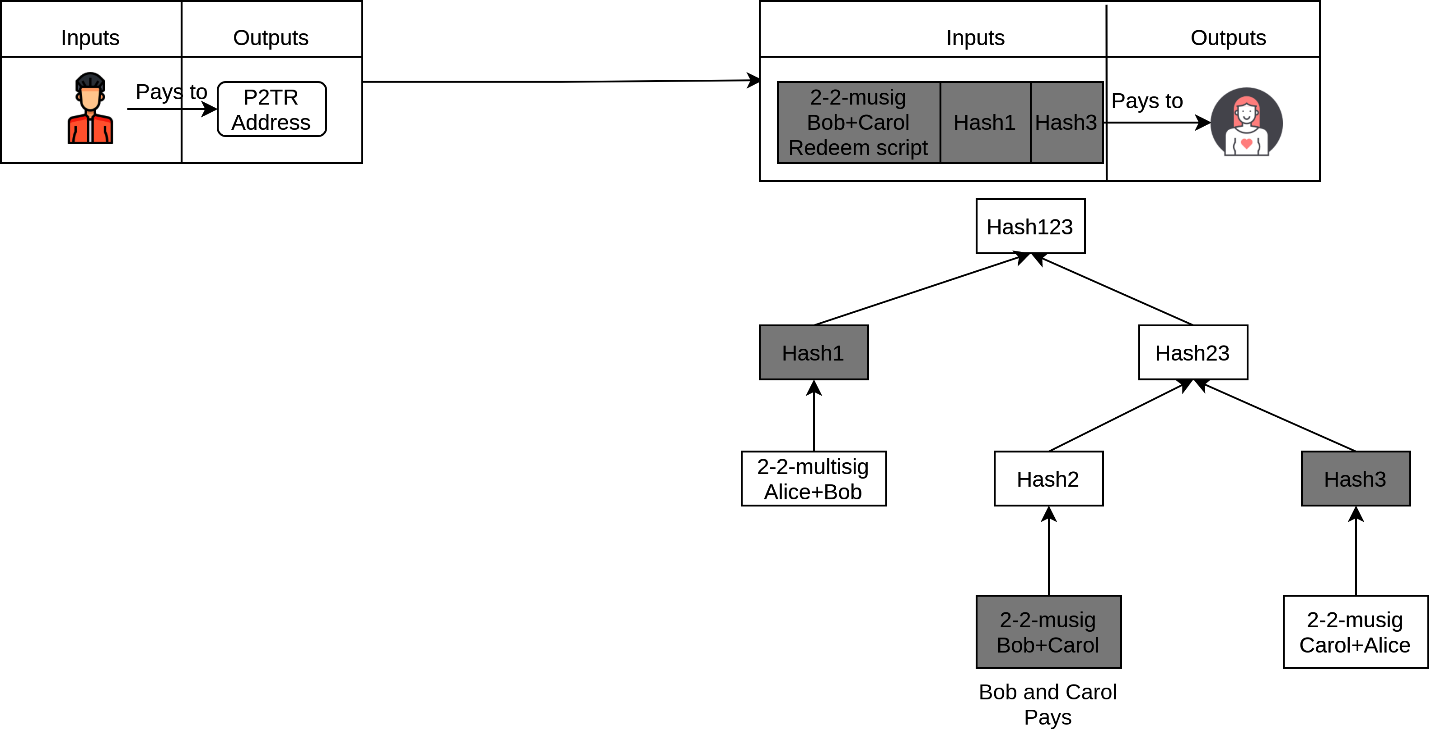 Inputs
Outputs
Pays to
P2TR
Address
Inputs
Outputs
2-2-musig
Bob+Carol
Redeem script
Hash1
Hash3
Pays to
Hash123
Hash1
Hash23
2-2-multisig
Alice+Bob
Hash2
Hash3
2-2-musig
Bob+Carol
2-2-musig
Carol+Alice
Bob and Carol
Pays